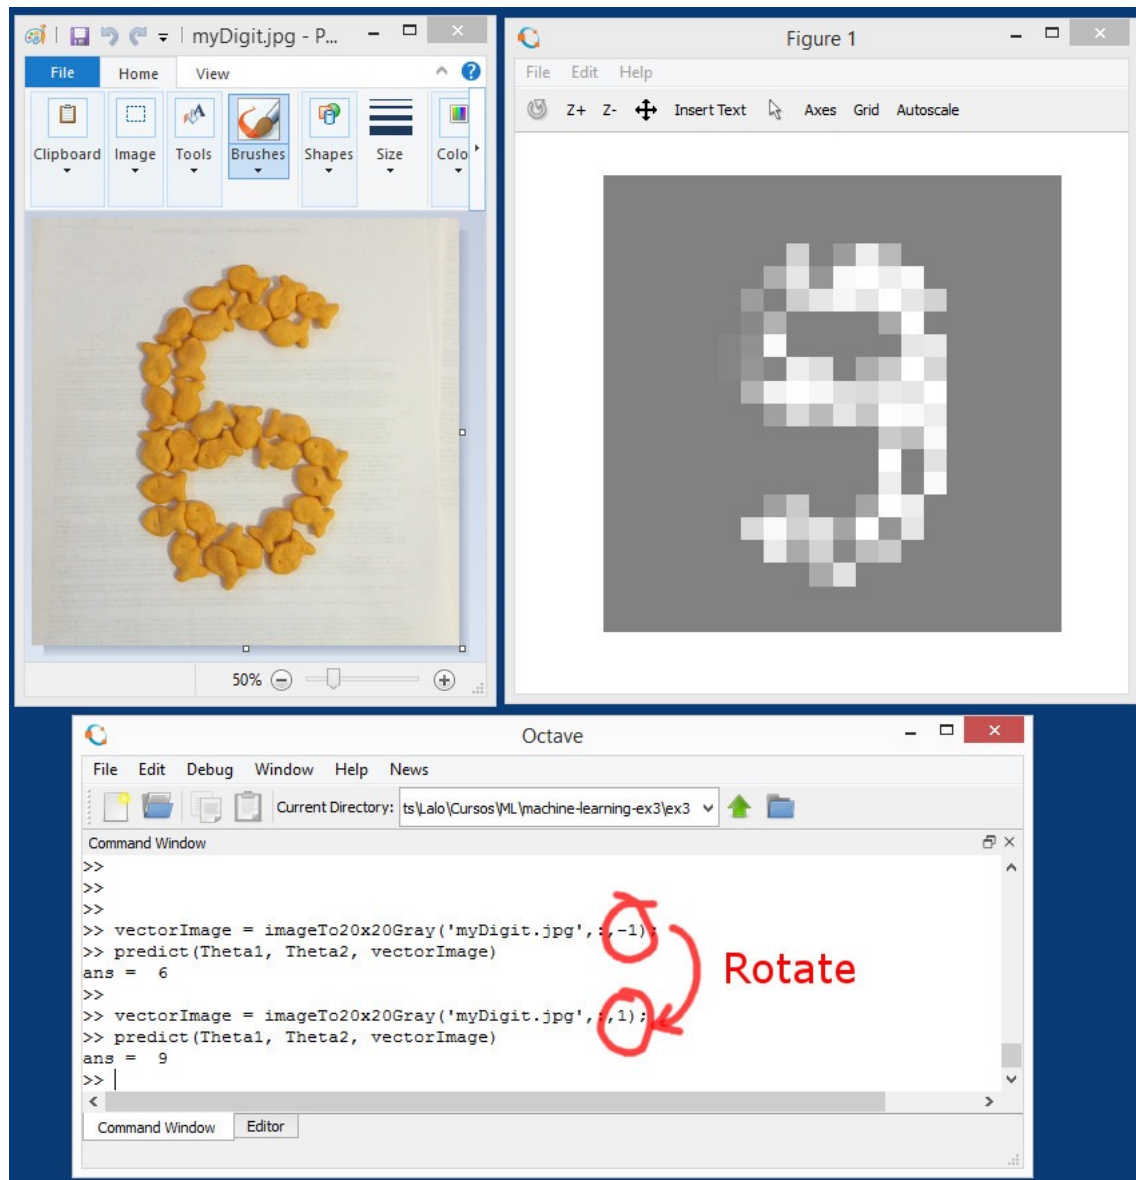 myDigit.jpg - P...
File Home View
Clipboard Image Tools Brushes Shapes Size Colo
50%
Figure 1
File Edit Help
Z+ Z- Insert Text Axes Grid Autoscale
Octave
File Edit Debug Window Help News
Current Directory: ts\Lalo\Cursos\ML\machine-learning-ex3\ex3
Command Window
>>
>>
>>
>> vectorImage = imageTo20x20Gray('myDigit.jpg',:,-1);
>> predict(Theta1, Theta2, vectorImage)
ans = 6
>>
>> vectorImage = imageTo20x20Gray('myDigit.jpg',:,1);
>> predict(Theta1, Theta2, vectorImage)
ans = 9
>>
Rotate
Command Window Editor